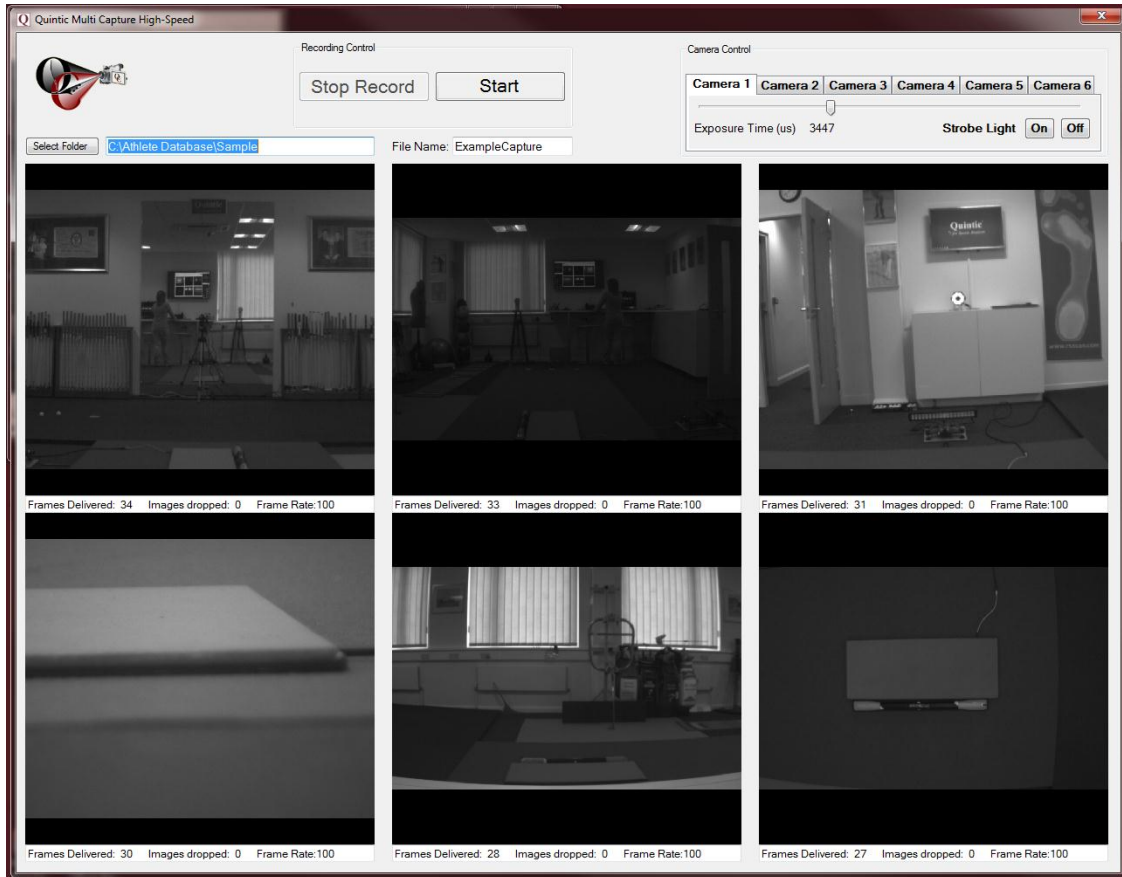 Quintic Multi Capture High-Speed
Recording Control
Stop Record Start
Camera Control
Camera 1 Camera 2 Camera 3 Camera 4 Camera 5 Camera 6
Exposure Time (us) 3447 Strobe Light On Off
Select Folder C:\Athlete Database\Sample File Name: ExampleCapture
Quintic
Quintic
Frames Delivered: 34 Images dropped: 0 Frame Rate:100
Frames Delivered: 33 Images dropped: 0 Frame Rate:100
Frames Delivered: 31 Images dropped: 0 Frame Rate:100
Frames Delivered: 30 Images dropped: 0 Frame Rate:100
Frames Delivered: 28 Images dropped: 0 Frame Rate:100
Frames Delivered: 27 Images dropped: 0 Frame Rate:100